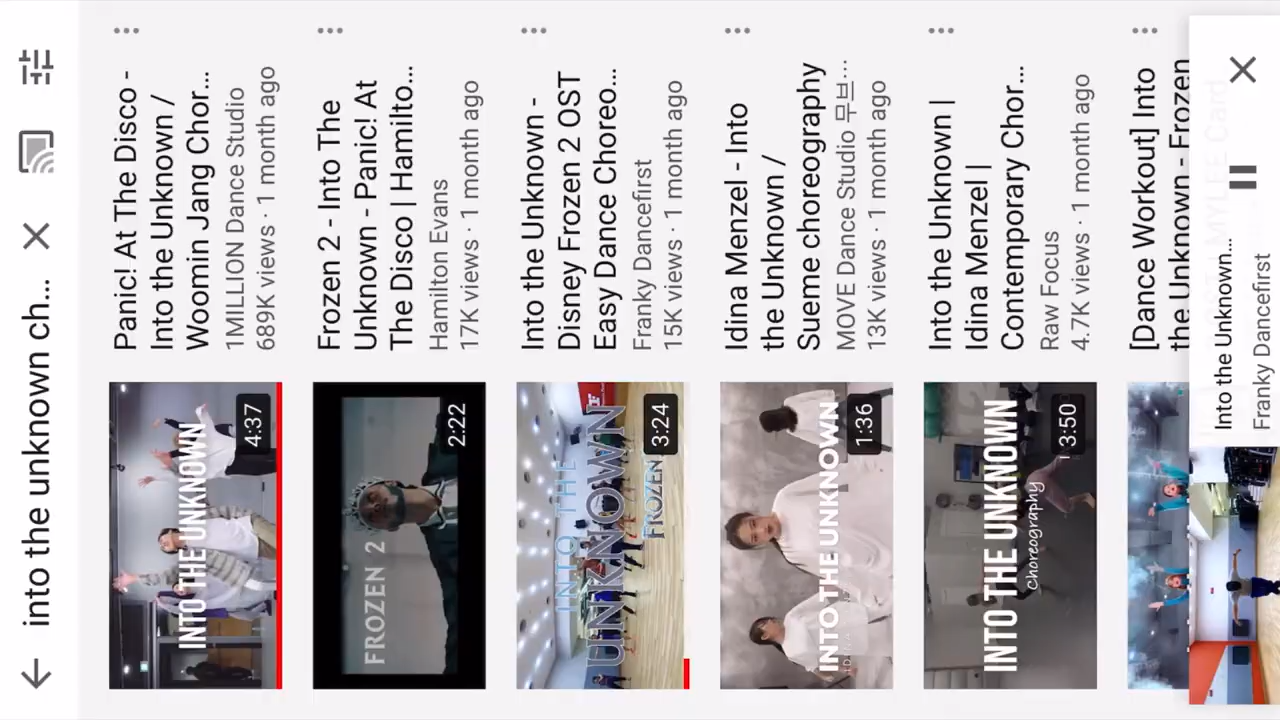 into the unknown ch...
Panic! At The Disco -
Into the Unknown /
Woomin Jang Chor...
1MILLION Dance Studio
689K views · 1 month ago
INTO THE UNKNOWN
4:37
Frozen 2 - Into The
Unknown - Panic! At
The Disco | Hamilto...
Hamilton Evans
17K views · 1 month ago
FROZEN 2
2:22
Into the Unknown -
Disney Frozen 2 OST
Easy Dance Choreo...
Franky Dancefirst
15K views · 1 month ago
INTO THE
UNKNOWN
FROZEN
3:24
Idina Menzel - Into
the Unknown /
Sueme choreography
MOVE Dance Studio 무브...
13K views · 1 month ago
INTO THE UNKNOWN
1:36
Into the Unknown |
Idina Menzel |
Contemporary Chor...
Raw Focus
4.7K views · 1 month ago
INTO THE UNKNOWN
Choreography
3:50
[Dance Workout] Into
the Unknown - Frozen
Into the Unknown...
Franky Dancefirst